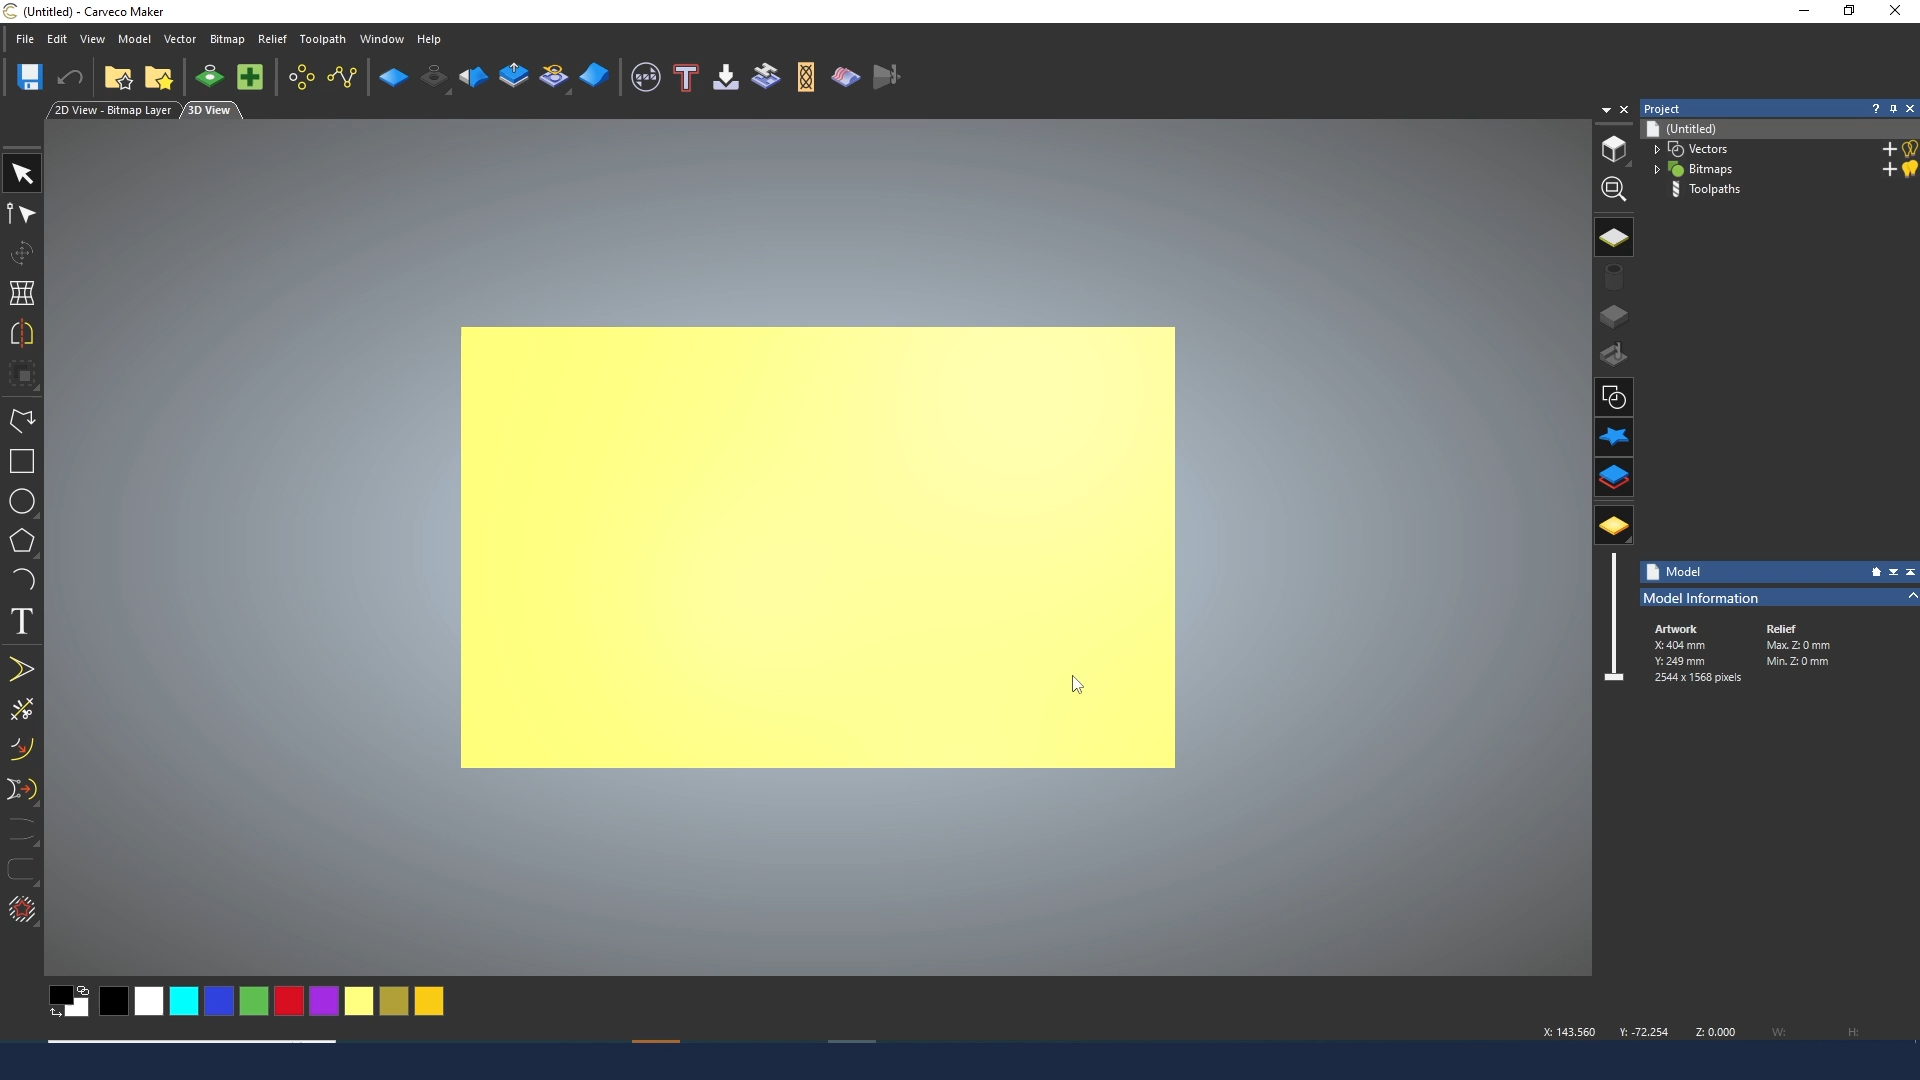 (Untitled) - Carveco Maker
File Edit View Model Vector Bitmap Relief Toolpath Window Help
2D View - Bitmap Layer 3D View
Project
(Untitled)
Vectors
Bitmaps
Toolpaths
Model
Model Information
Artwork Relief
X: 404 mm Max. Z: 0 mm
Y: 249 mm Min. Z: 0 mm
2544 x 1568 pixels
X: 143.560 Y: -72.254 Z: 0.000 W: H: